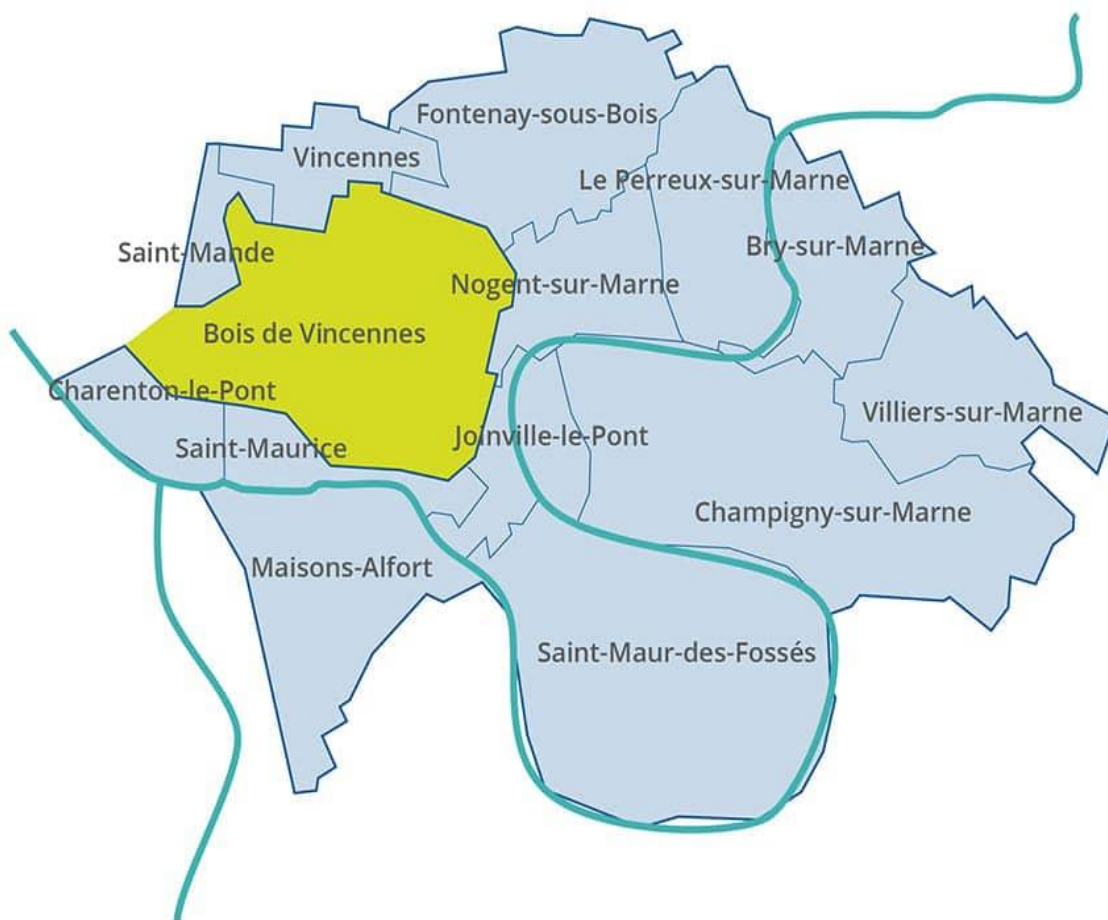 Fontenay-sous-Bois
Vincennes
Le Perreux-sur-Marne
Saint-Mande
Bry-sur-Marne
Nogent-sur-Marne
Bois de Vincennes
Charenton-le-Pont
Villiers-sur-Marne
Saint-Maurice
Joinville-le-Pont
Champigny-sur-Marne
Maisons-Alfort
Saint-Maur-des-Fossés